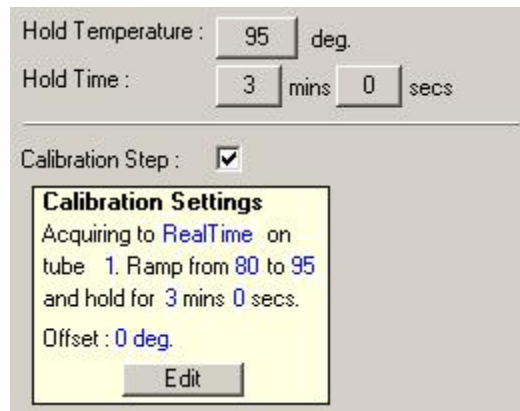 Hold Temperature : 95 deg.
Hold Time : 3 mins 0 secs
Calibration Step :
Calibration Settings
Acquiring to RealTime on
tube 1. Ramp from 80 to 95
and hold for 3 mins 0 secs.
Offset : 0 deg.
Edit